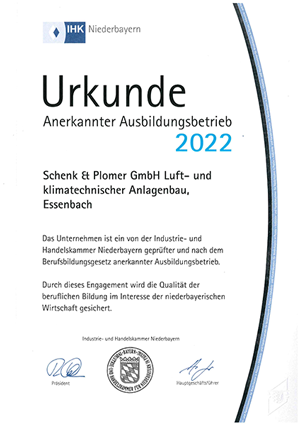 IHK Niederbayern
Urkunde
Anerkannter Ausbildungsbetrieb
2022
Schenk & Plomer GmbH Luft- und
klimatechnischer Anlagenbau,
Essenbach
Das Unternehmen ist ein von der Industrie- und
Handelskammer Niederbayern geprüfter und nach dem
Berufsbildungsgesetz anerkannter Ausbildungsbetrieb.
Durch dieses Engagement wird die Qualität der
beruflichen Bildung im Interesse der niederbayerischen
Wirtschaft gesichert.
Industrie- und Handelskammer Niederbayern
Präsident
Hauptgeschäftsführer